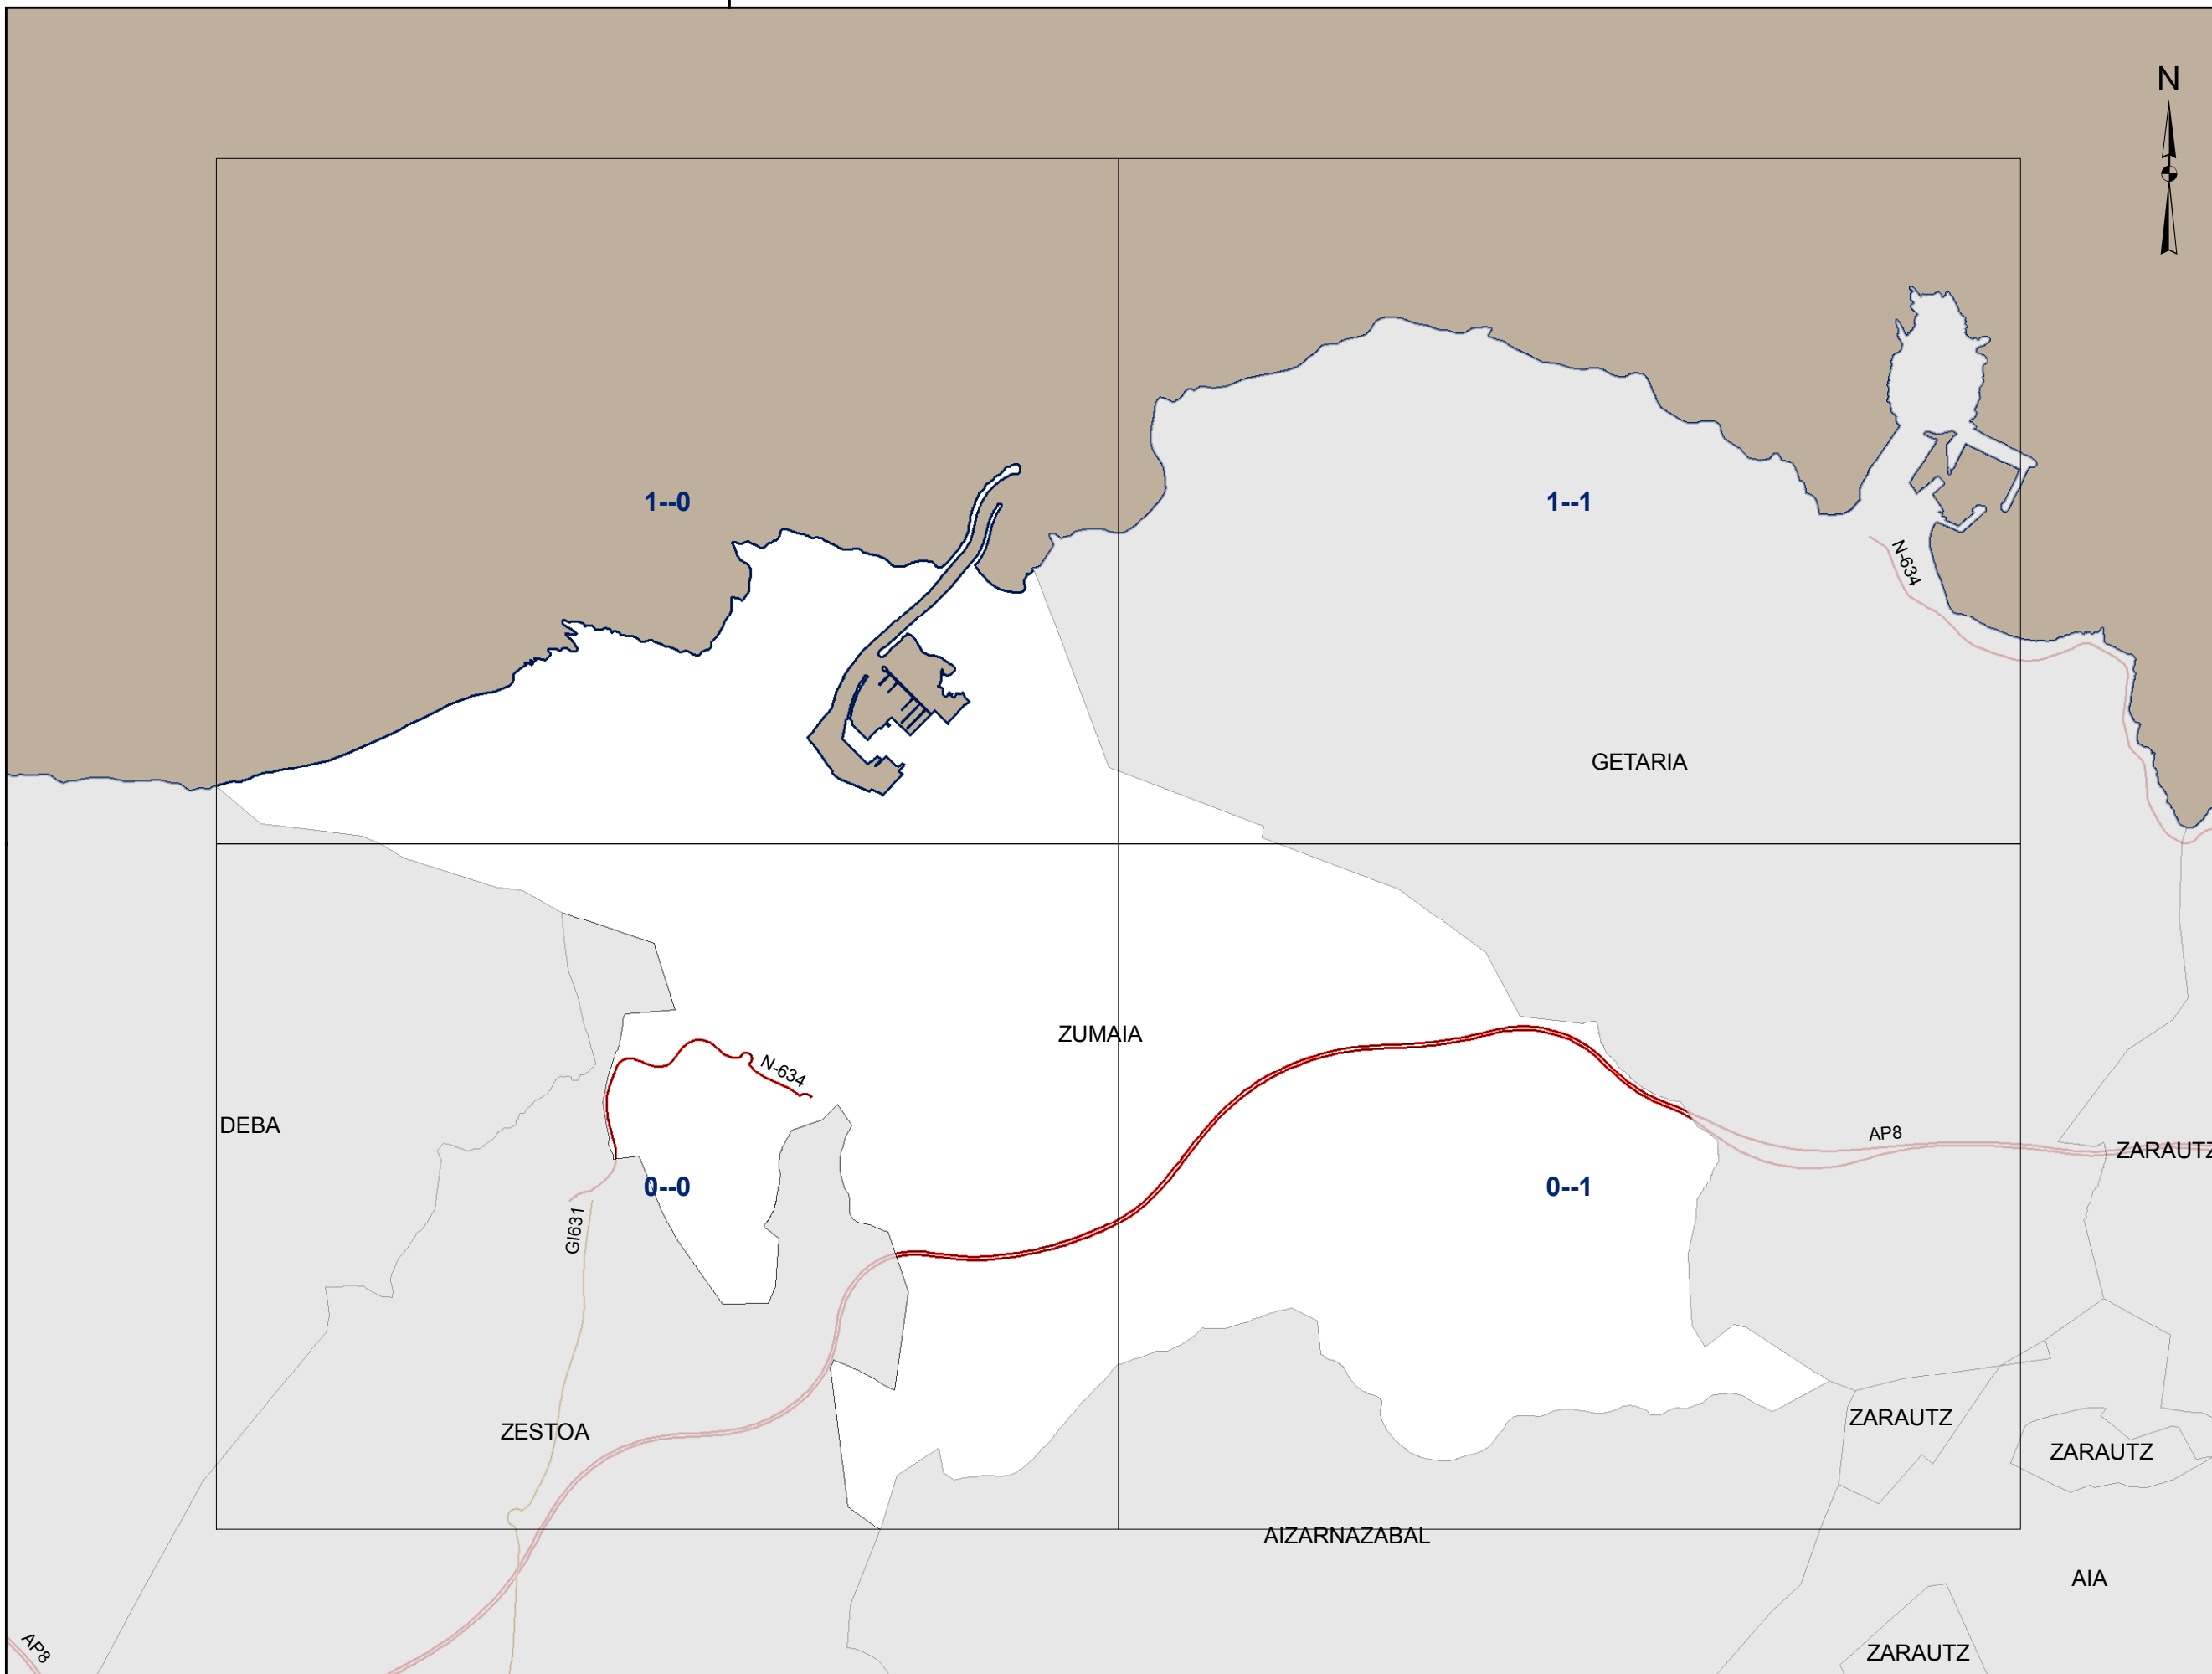 N
1--0
1--1
N-634
GETARIA
ZUMAIA
N-634
DEBA
AP8
ZARAUTZ
0--0
0--1
GI631
ZESTOA
ZARAUTZ
ZARAUTZ
AIZARNAZABAL
AIA
AP8
ZARAUTZ